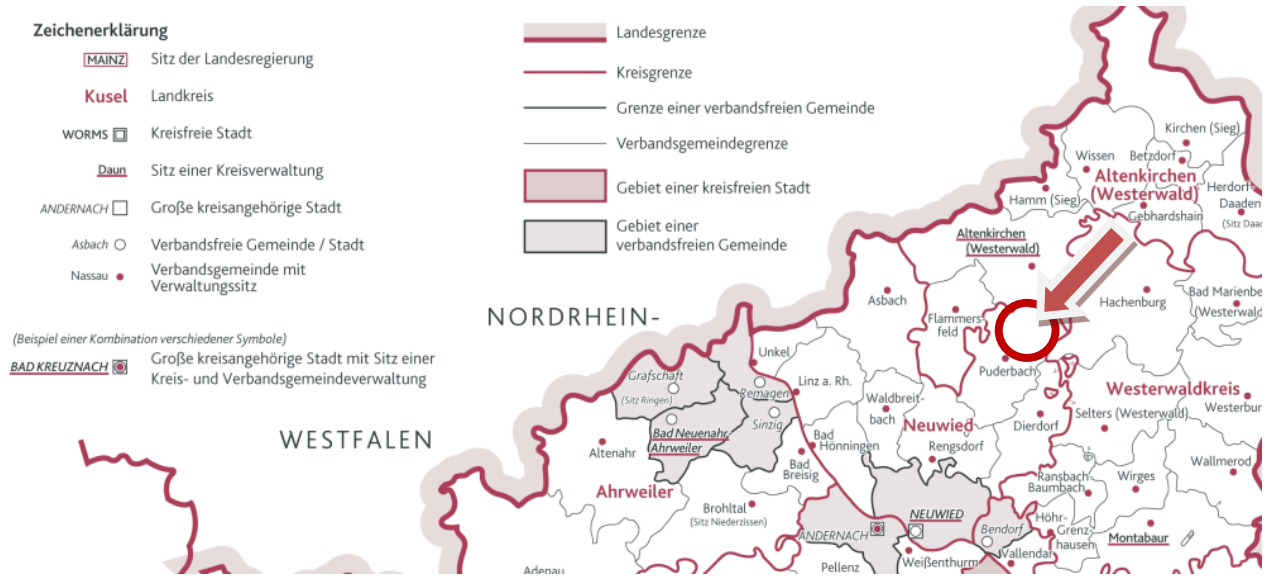 Zeichenerklärung
MAINZ Sitz der Landesregierung
Kusel Landkreis
WORMS Kreisfreie Stadt
Daun Sitz einer Kreisverwaltung
ANDERNACH Große kreisangehörige Stadt
Asbach Verbandsfreie Gemeinde / Stadt
Nassau Verbandsgemeinde mit
Verwaltungssitz
(Beispiel einer Kombination verschiedener Symbole)
BAD KREUZNACH Große kreisangehörige Stadt mit Sitz einer
Kreis- und Verbandsgemeindeverwaltung
Landesgrenze
Kreisgrenze
Grenze einer verbandsfreien Gemeinde
Verbandsgemeindegrenze
Gebiet einer kreisfreien Stadt
Gebiet einer
verbandsfreien Gemeinde
NORDRHEIN-
WESTFALEN
Kirchen (Sieg)
Wissen
Betzdorf
Altenkirchen
(Westerwald)
Herdorf-
Daaden
(Sitz Daad
Hamm (Sieg)
Gebhardshain
Altenkirchen
(Westerwald)
Asbach
Flammers-
feld
Hachenburg
Bad Marienbe
(Westerwald
Puderbach
Unkel
Linz a. Rh.
Waldbreit-
bach
Neuwied
Rengsdorf
Dierdorf
Westerwaldkreis
Selters (Westerwald)
Westerbur
Grafschaft
(Sitz Ringen)
Remagen
Sinzig
Bad Neuenahr-
Ahrweiler
Altenahr
Bad
Hönningen
Bad
Breisig
Ahrweiler
Brohltal
(Sitz Niederzissen)
Ransbach-
Baumbach
Wirges
Wallmerod
NEUWIED
ANDERNACH
Bendorf
Höhr-
Grenz-
hausen
Montabaur
Vallendar
Weißenthurm
Pellenz
Adenau